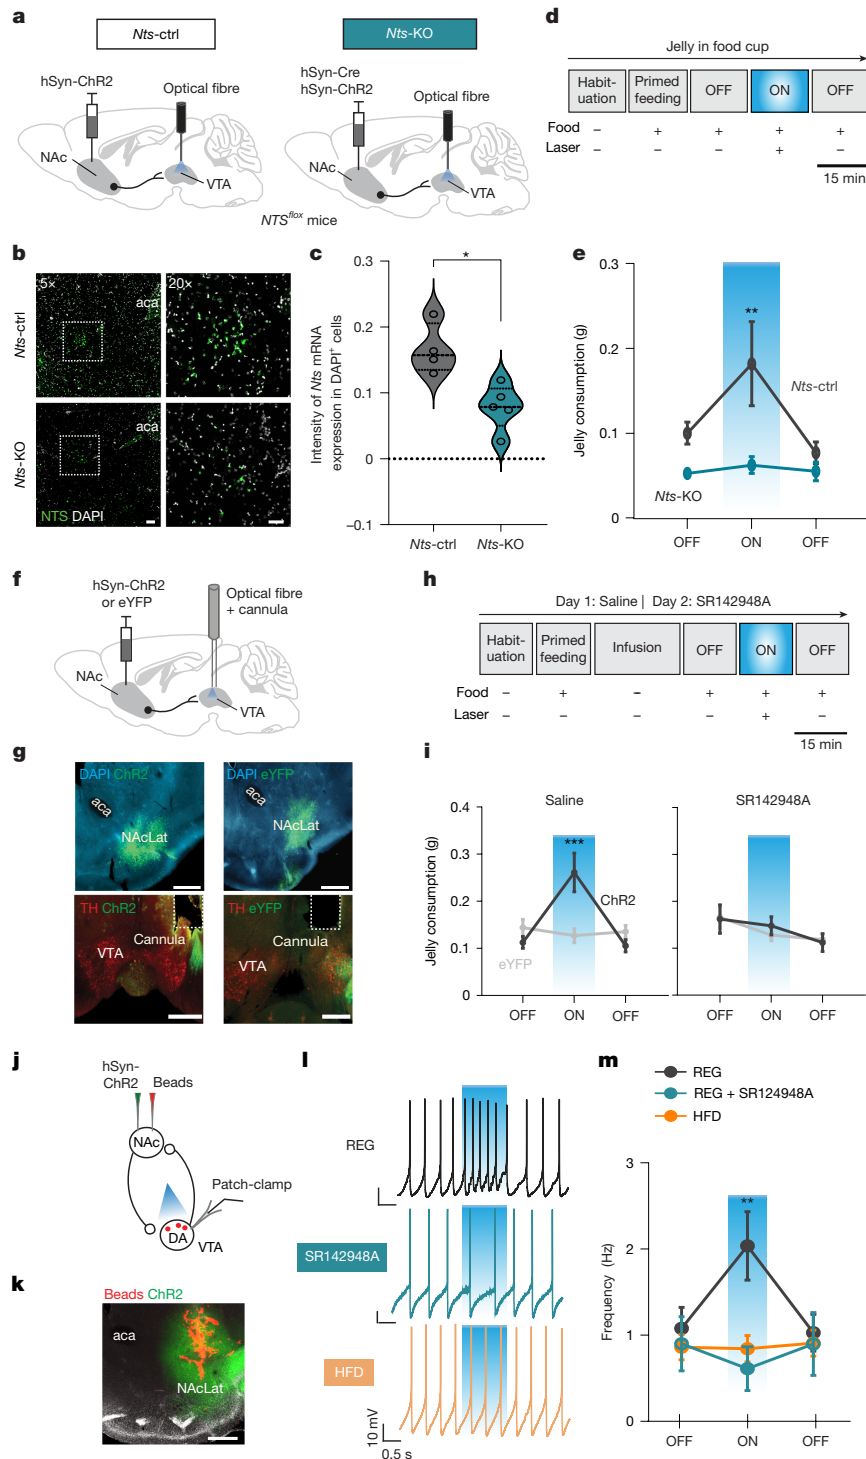 a
Nts-ctrl
Nts-KO
hSyn-ChR2
Optical fibre
NAc
VTA
hSyn-Cre
hSyn-ChR2
Optical fibre
NAc
VTA
NTSflox mice
d
Jelly in food cup
Habit-
uation
Primed
feeding
OFF
ON
OFF
Food – + + + +
Laser – – – + –
15 min
b
5×
20×
aca
Nts-ctrl
aca
Nts-KO
NTS DAPI
c
*
0.3
0.2
0.1
0
–0.1
Intensity of Nts mRNA
expression in DAPI+ cells
Nts-ctrl
Nts-KO
e
0.3
0.2
0.1
0
Jelly consumption (g)
**
Nts-ctrl
Nts-KO
OFF
ON
OFF
f
hSyn-ChR2
or eYFP
Optical fibre
+ cannula
NAc
VTA
h
Day 1: Saline | Day 2: SR142948A
Habit-
uation
Primed
feeding
Infusion
OFF
ON
OFF
Food – + – + + +
Laser – – – – + –
15 min
g
DAPI ChR2
aca
NAcLat
DAPI eYFP
aca
TH ChR2
Cannula
VTA
TH eYFP
Cannula
VTA
i
Saline
SR142948A
0.4
0.3
0.2
0.1
0
Jelly consumption (g)
***
ChR2
eYFP
OFF
ON
OFF
OFF
ON
OFF
j
hSyn-
ChR2
Beads
NAc
Patch-clamp
DA
VTA
k
Beads ChR2
aca
NAcLat
l
REG
SR142948A
HFD
10 mV
0.5 s
m
REG
REG + SR124948A
HFD
3
2
1
0
Frequency (Hz)
**
OFF
ON
OFF